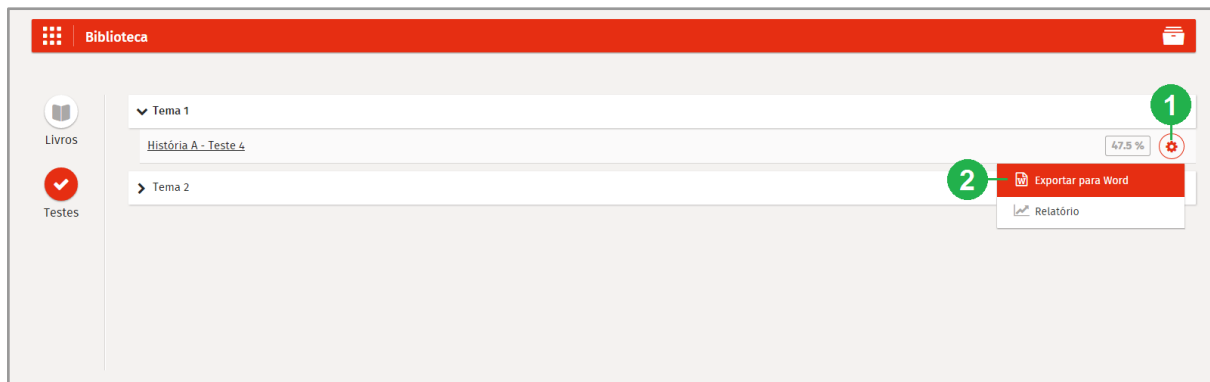 Biblioteca
Livros
Testes
Tema 1
História A - Teste 4
47.5 %
1
2
Exportar para Word
Relatório
Tema 2